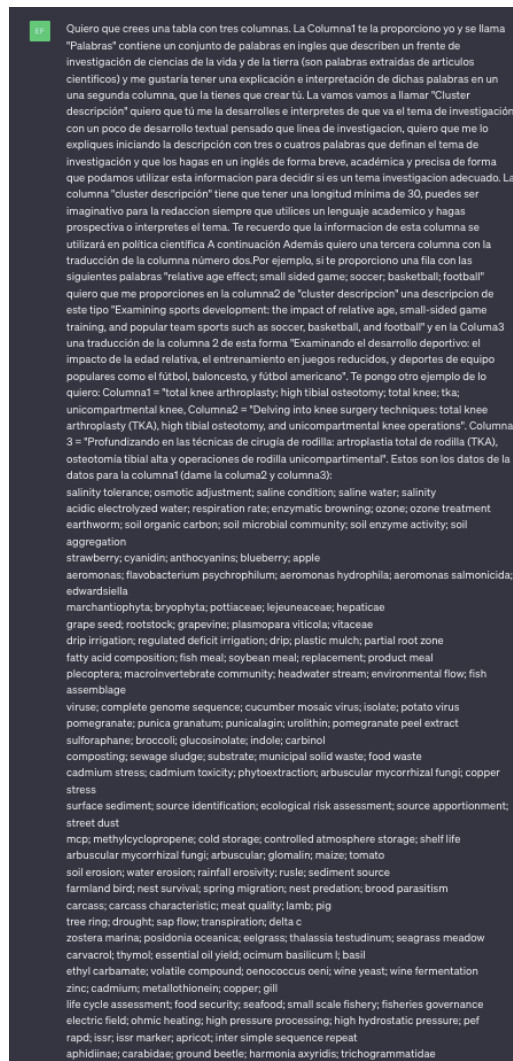 EF
Quiero que crees una tabla con tres columnas. La Columna1 te la proporciono yo y se llama
"Palabras" contiene un conjunto de palabras en ingles que describen un frente de
investigación de ciencias de la vida y de la tierra (son palabras extraidas de articulos
cientificos) y me gustaría tener una explicación e interpretación de dichas palabras en un
una segunda columna, que la tienes que crear tú. La vamos vamos a llamar "Cluster
descripción" quiero que tú me la desarrolles e interpretes de que va el tema de investigación
con un poco de desarrollo textual pensado que linea de investigacion, quiero que me lo
expliques iniciando la descripción con tres o cuatros palabras que definan el tema de
investigación y que los hagas en un inglés de forma breve, académica y precisa de forma
que podamos utilizar esta informacion para decidir si es un tema investigacion adecuado. La
columna "cluster descripción" tiene que tener una longitud mínima de 30, puedes ser
imaginativo para la redaccion siempre que utilices un lenguaje academico y hagas
prospectiva o interpretes el tema. Te recuerdo que la informacion de esta columna se
utilizará en política científica A continuación Además quiero una tercera columna con la
traducción de la columna número dos.Por ejemplo, si te proporciono una fila con las
siguientes palabras "relative age effect; small sided game; soccer; basketball; football"
quiero que me proporciones en la columna2 de "cluster descripcion" una descripcion de
este tipo "Examining sports development: the impact of relative age, small-sided game
training, and popular team sports such as soccer, basketball, and football" y en la Columa3
una traducción de la columna 2 de esta forma "Examinando el desarrollo deportivo: el
impacto de la edad relativa, el entrenamiento en juegos reducidos, y deportes de equipo
populares como el fútbol, baloncesto, y fútbol americano". Te pongo otro ejemplo de lo
quiero: Columna1 = "total knee arthroplasty; high tibial osteotomy; total knee; tka;
unicompartmental knee, Columna2 = "Delving into knee surgery techniques: total knee
arthroplasty (TKA), high tibial osteotomy, and unicompartmental knee operations". Columna
3 = "Profundizando en las técnicas de cirugía de rodilla: artroplastia total de rodilla (TKA),
osteotomía tibial alta y operaciones de rodilla unicompartimental". Estos son los datos de la
datos para la columna1 (dame la columa2 y columna3):
salinity tolerance; osmotic adjustment; saline condition; saline water; salinity
acidic electrolyzed water; respiration rate; enzymatic browning; ozone; ozone treatment
earthworm; soil organic carbon; soil microbial community; soil enzyme activity; soil
aggregation
strawberry; cyanidin; anthocyanins; blueberry; apple
aeromonas; flavobacterium psychrophilum; aeromonas hydrophila; aeromonas salmonicida;
edwardsiella
marchantiophyta; bryophyta; pottiaceae; lejeuneaceae; hepaticae
grape seed; rootstock; grapevine; plasmopara viticola; vitaceae
drip irrigation; regulated deficit irrigation; drip; plastic mulch; partial root zone
fatty acid composition; fish meal; soybean meal; replacement; product meal
plecoptera; macroinvertebrate community; headwater stream; environmental flow; fish
assemblage
viruse; complete genome sequence; cucumber mosaic virus; isolate; potato virus
pomegranate; punica granatum; punicalagin; urolithin; pomegranate peel extract
sulforaphane; broccoli; glucosinolate; indole; carbinol
composting; sewage sludge; substrate; municipal solid waste; food waste
cadmium stress; cadmium toxicity; phytoextraction; arbuscular mycorrhizal fungi; copper
stress
surface sediment; source identification; ecological risk assessment; source apportionment;
street dust
mcp; methylcyclopropene; cold storage; controlled atmosphere storage; shelf life
arbuscular mycorrhizal fungi; arbuscular; glomalin; maize; tomato
soil erosion; water erosion; rainfall erosivity; rusle; sediment source
farmland bird; nest survival; spring migration; nest predation; brood parasitism
carcass; carcass characteristic; meat quality; lamb; pig
tree ring; drought; sap flow; transpiration; delta c
zostera marina; posidonia oceanica; eelgrass; thalassia testudinum; seagrass meadow
carvacrol; thymol; essential oil yield; ocimum basilicum l; basil
ethyl carbamate; volatile compound; oenococcus oeni; wine yeast; wine fermentation
zinc; cadmium; metallothionein; copper; gill
life cycle assessment; food security; seafood; small scale fishery; fisheries governance
electric field; ohmic heating; high pressure processing; high hydrostatic pressure; pef
rapd; issr; issr marker; apricot; inter simple sequence repeat
aphidiinae; carabidae; ground beetle; harmonia axyridis; trichogrammatidae